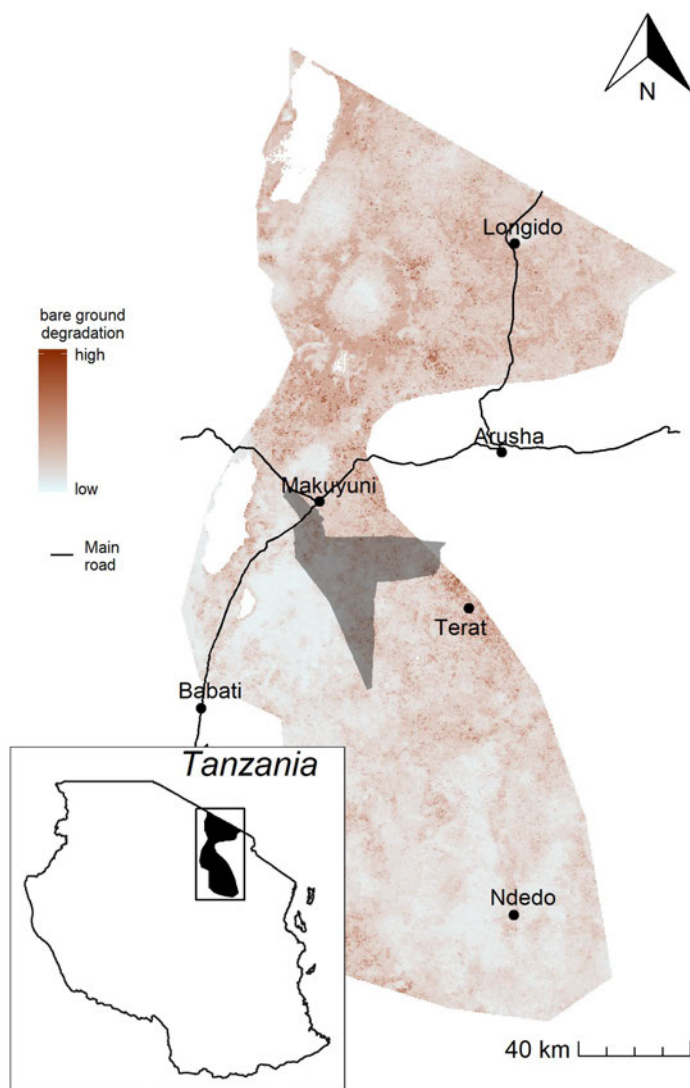 N
Longido
bare ground
degradation
high
Arusha
Makuyuni
low
Main
road
Terat
Babati
Tanzania
Ndedo
40 km